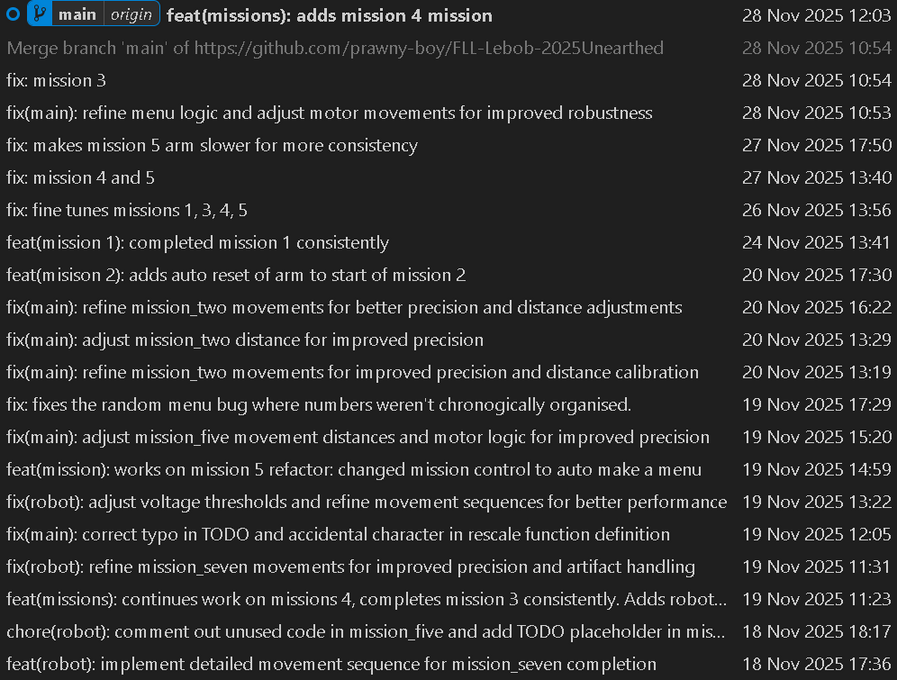 main origin feat(missions): adds mission 4 mission 28 Nov 2025 12:03
Merge branch 'main' of https://github.com/prawny-boy/FLL-Lebob-2025Unearthed 28 Nov 2025 10:54
fix: mission 3 28 Nov 2025 10:54
fix(main): refine menu logic and adjust motor movements for improved robustness 28 Nov 2025 10:53
fix: makes mission 5 arm slower for more consistency 27 Nov 2025 17:50
fix: mission 4 and 5 27 Nov 2025 13:40
fix: fine tunes missions 1, 3, 4, 5 26 Nov 2025 13:56
feat(mission 1): completed mission 1 consistently 24 Nov 2025 13:41
feat(misison 2): adds auto reset of arm to start of mission 2 20 Nov 2025 17:30
fix(main): refine mission_two movements for better precision and distance adjustments 20 Nov 2025 16:22
fix(main): adjust mission_two distance for improved precision 20 Nov 2025 13:29
fix(main): refine mission_two movements for improved precision and distance calibration 20 Nov 2025 13:19
fix: fixes the random menu bug where numbers weren't chronogically organised. 19 Nov 2025 17:29
fix(main): adjust mission_five movement distances and motor logic for improved precision 19 Nov 2025 15:20
feat(mission): works on mission 5 refactor: changed mission control to auto make a menu 19 Nov 2025 14:59
fix(robot): adjust voltage thresholds and refine movement sequences for better performance 19 Nov 2025 13:22
fix(main): correct typo in TODO and accidental character in rescale function definition 19 Nov 2025 12:05
fix(robot): refine mission_seven movements for improved precision and artifact handling 19 Nov 2025 11:31
feat(missions): continues work on missions 4, completes mission 3 consistently. Adds robot... 19 Nov 2025 11:23
chore(robot): comment out unused code in mission_five and add TODO placeholder in mis... 18 Nov 2025 18:17
feat(robot): implement detailed movement sequence for mission_seven completion 18 Nov 2025 17:36